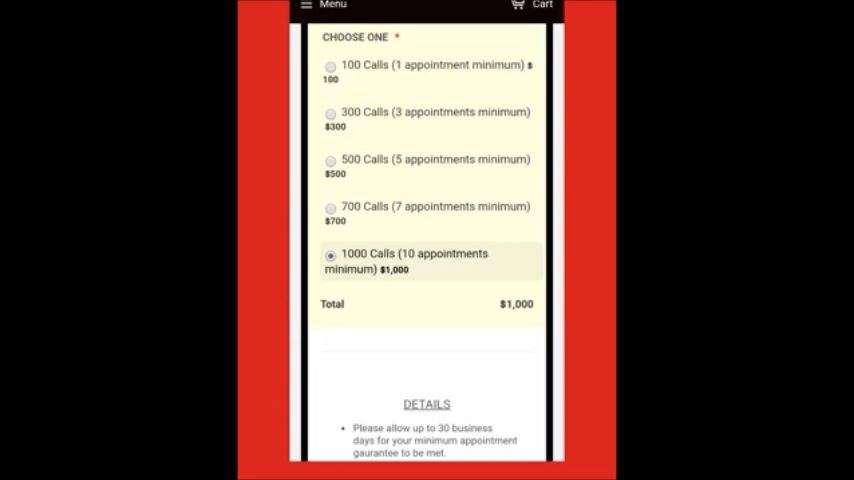 Menu Cart
CHOOSE ONE *
100 Calls (1 appointment minimum) $
100
300 Calls (3 appointments minimum)
$300
500 Calls (5 appointments minimum)
$500
700 Calls (7 appointments minimum)
$700
1000 Calls (10 appointments
minimum) $1,000
Total $1,000
DETAILS
• Please allow up to 30 business
days for your minimum appointment
gaurantee to be met.